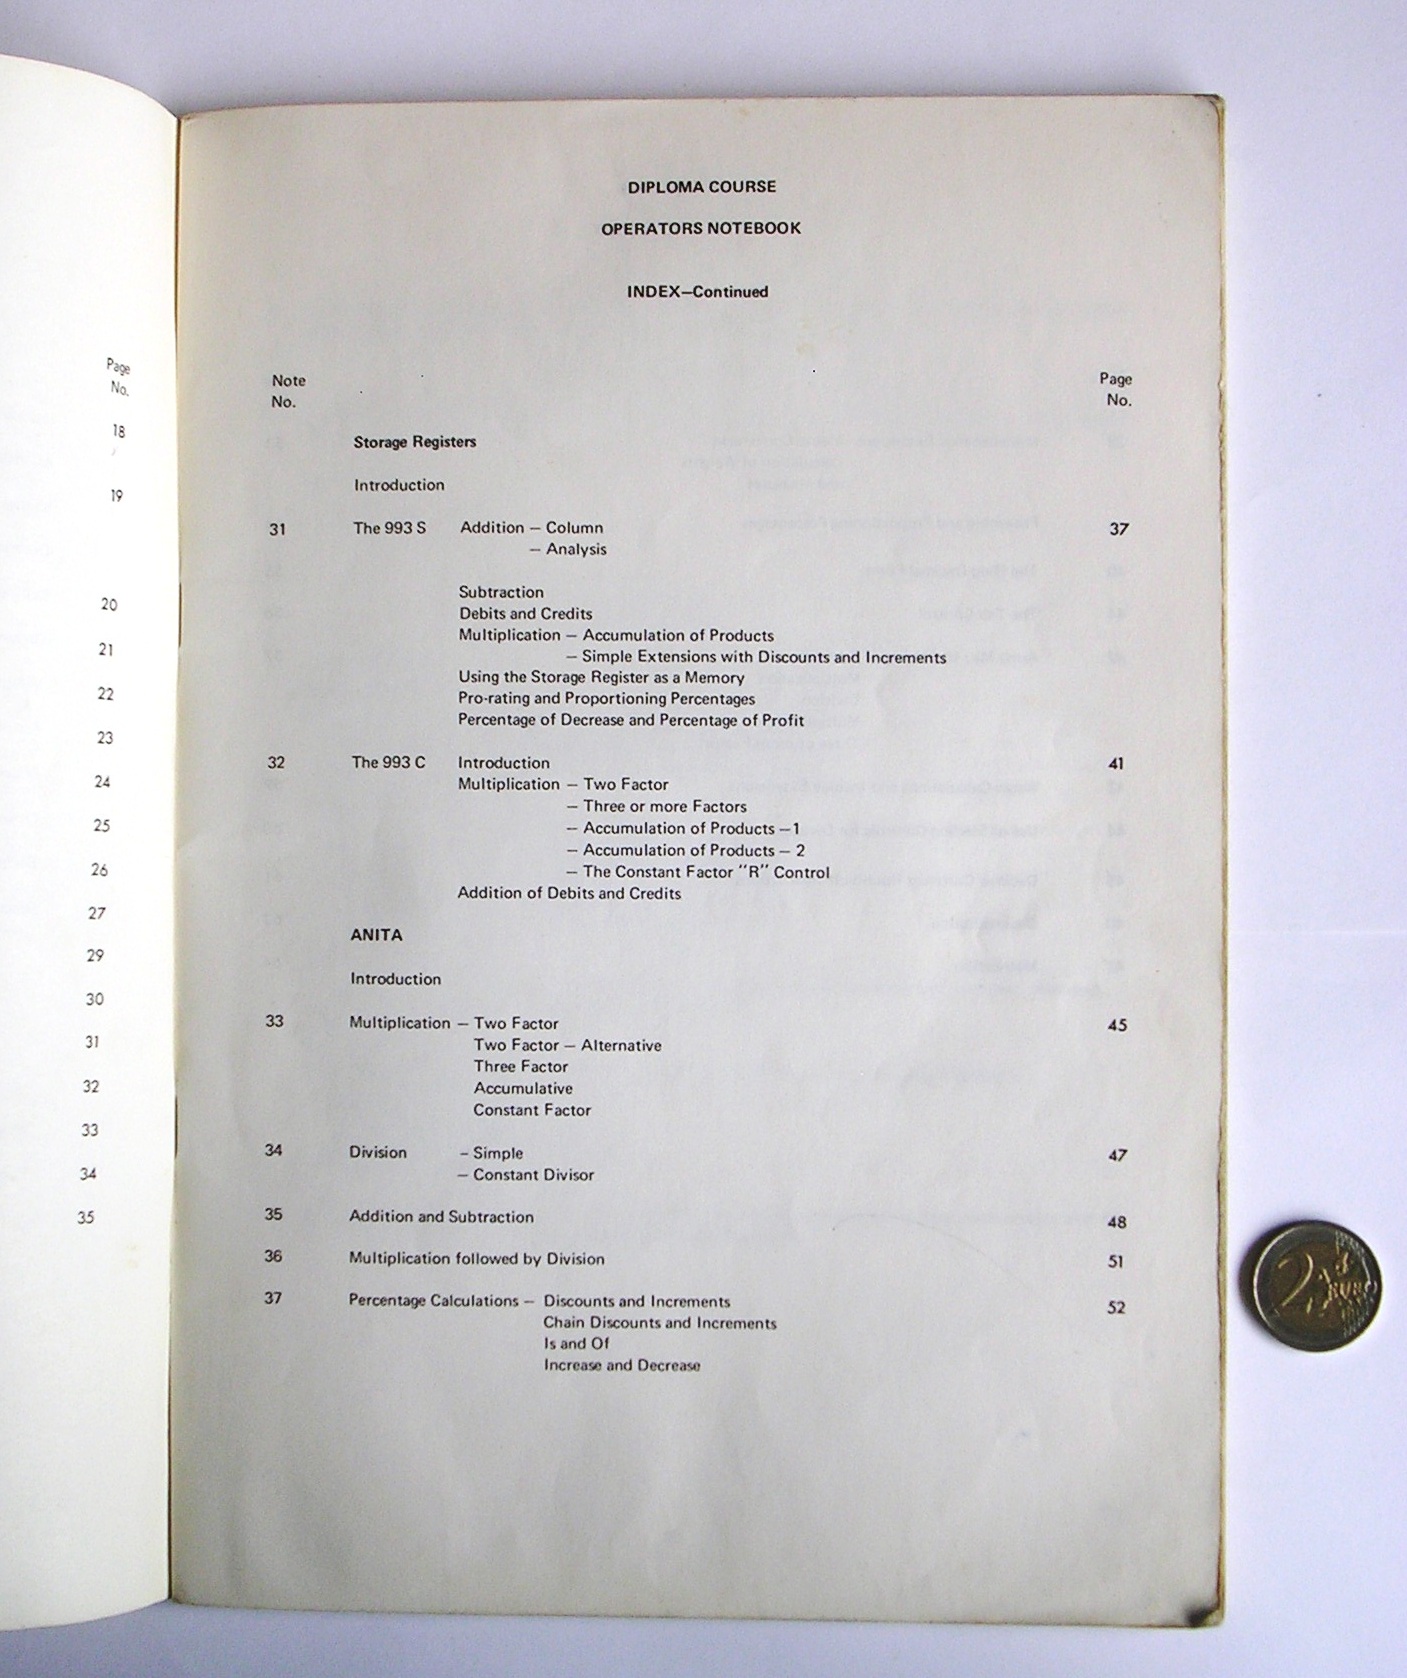 Page
No.
18
19
20
21
22
23
24
25
26
27
29
30
31
32
33
34
35
DIPLOMA COURSE
OPERATORS NOTEBOOK
INDEX—Continued
Note No. Page No.
Storage Registers
Introduction
31 The 993 S Addition — Column 37
— Analysis
Subtraction
Debits and Credits
Multiplication — Accumulation of Products
— Simple Extensions with Discounts and Increments
Using the Storage Register as a Memory
Pro-rating and Proportioning Percentages
Percentage of Decrease and Percentage of Profit
32 The 993 C Introduction 41
Multiplication — Two Factor
— Three or more Factors
— Accumulation of Products —1
— Accumulation of Products — 2
— The Constant Factor "R" Control
Addition of Debits and Credits
ANITA
Introduction
33 Multiplication — Two Factor 45
Two Factor — Alternative
Three Factor
Accumulative
Constant Factor
34 Division – Simple 47
— Constant Divisor
35 Addition and Subtraction 48
36 Multiplication followed by Division 51
37 Percentage Calculations — Discounts and Increments 52
Chain Discounts and Increments
Is and Of
Increase and Decrease
2 EURO